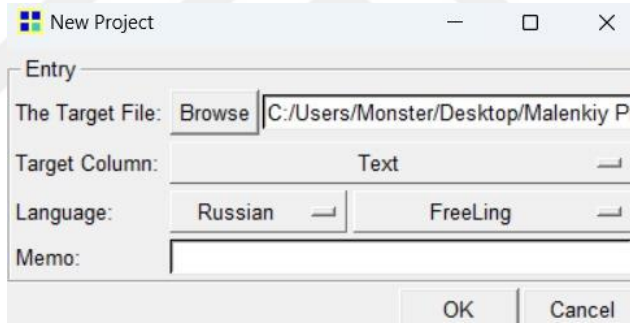 New Project
Entry
The Target File: Browse C:/Users/Monster/Desktop/Malenkiy P
Target Column: Text
Language: Russian FreeLing
Memo:
OK Cancel